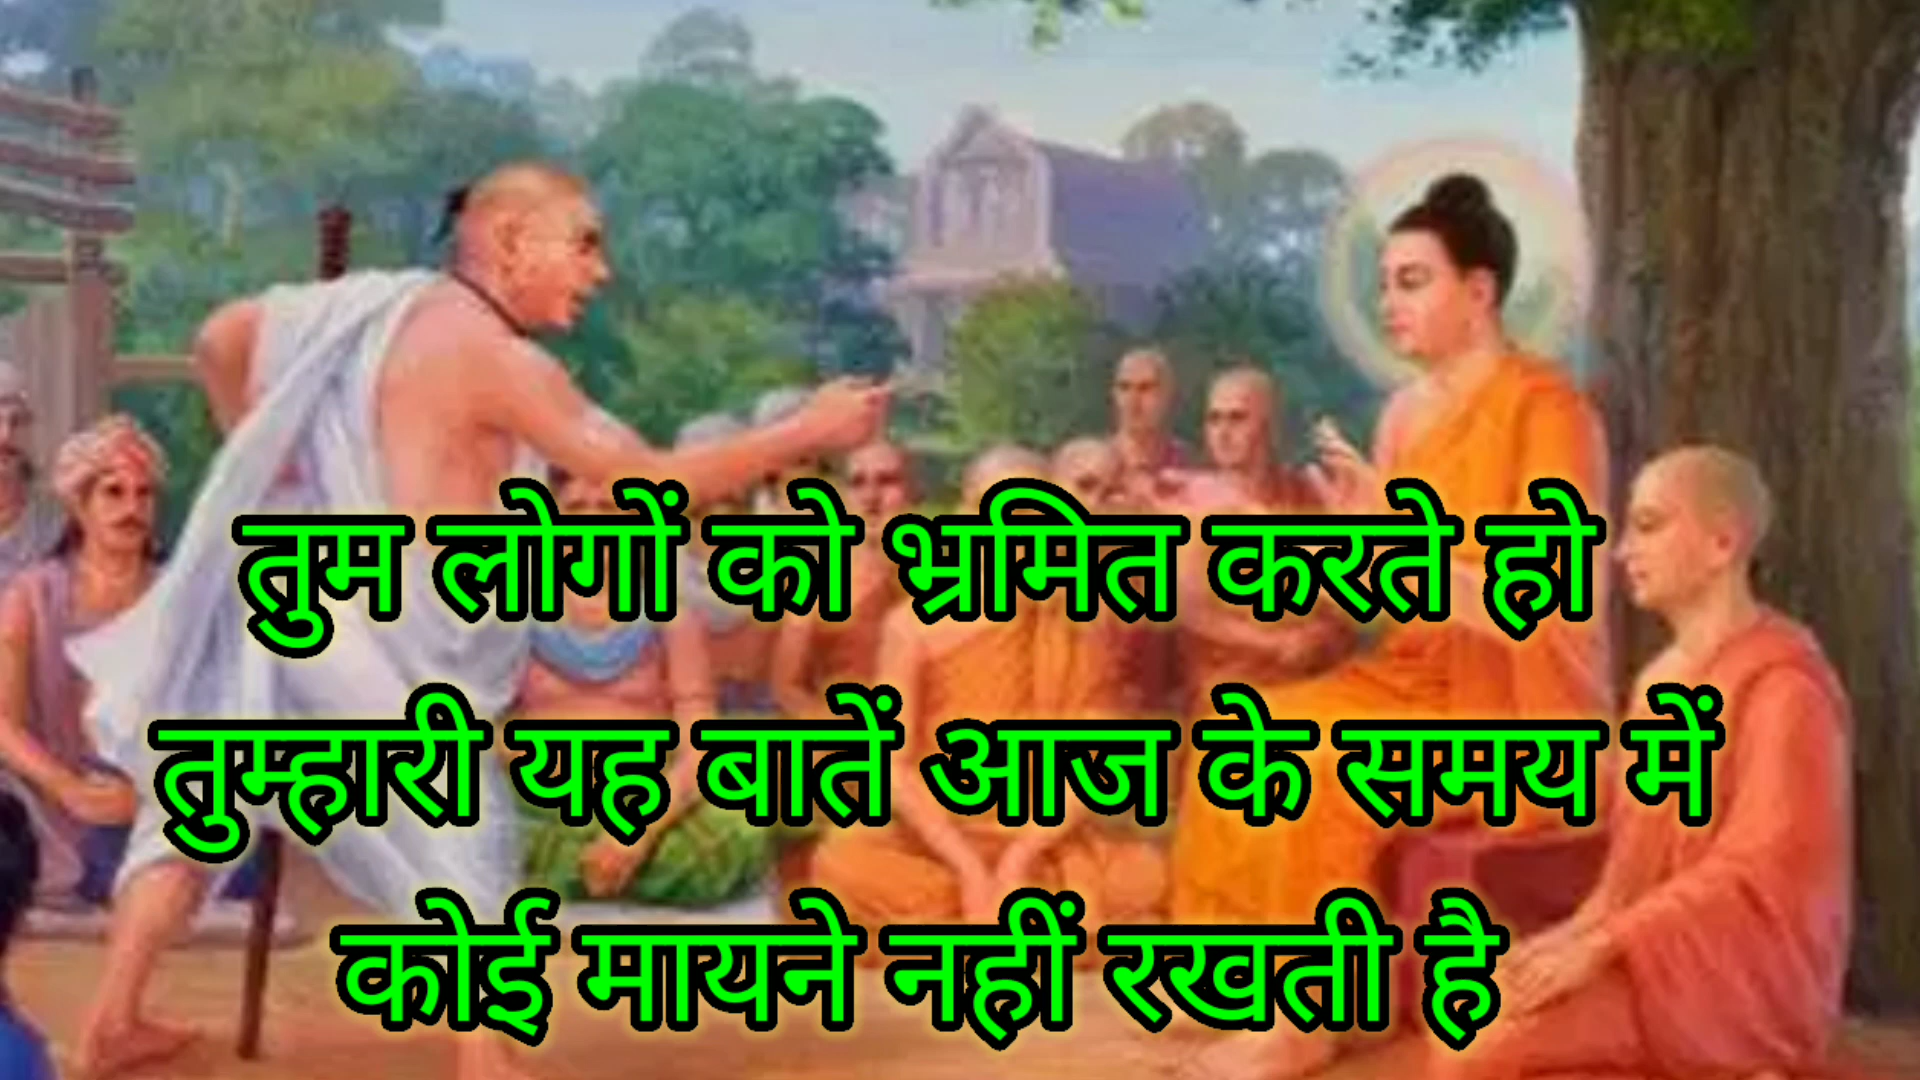 तुम लोगों को भ्रमित करते हो
तुम्हारी यह बातें आज के समय में
कोई मायने नहीं रखती है